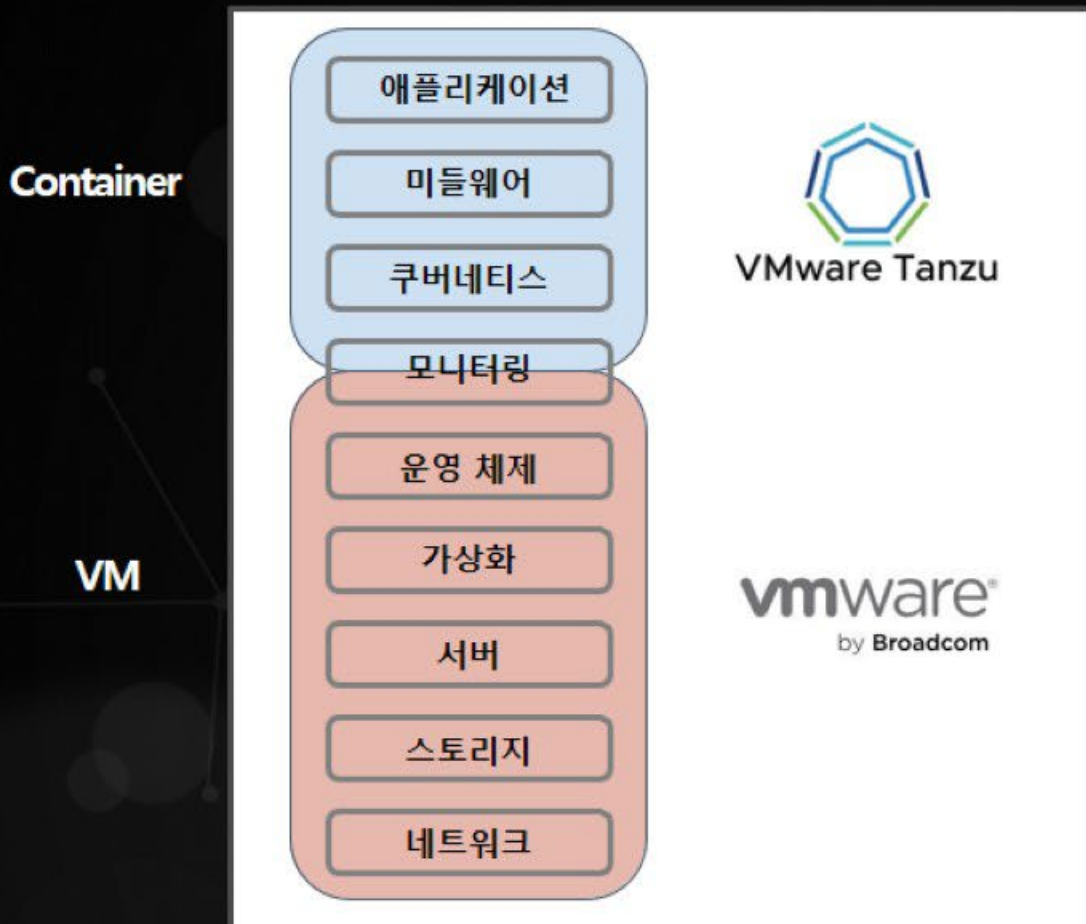 Container
애플리케이션
미들웨어
쿠버네티스
모니터링
VMware Tanzu
VM
운영 체제
가상화
서버
스토리지
네트워크
vmware®
by Broadcom